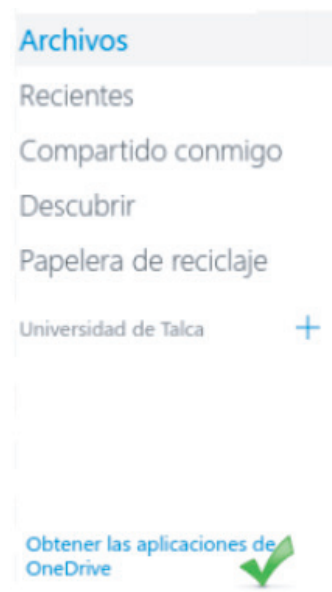 Archivos
Recientes
Compartido conmigo
Descubrir
Papelera de reciclaje
Universidad de Talca +
Obtener las aplicaciones de
OneDrive